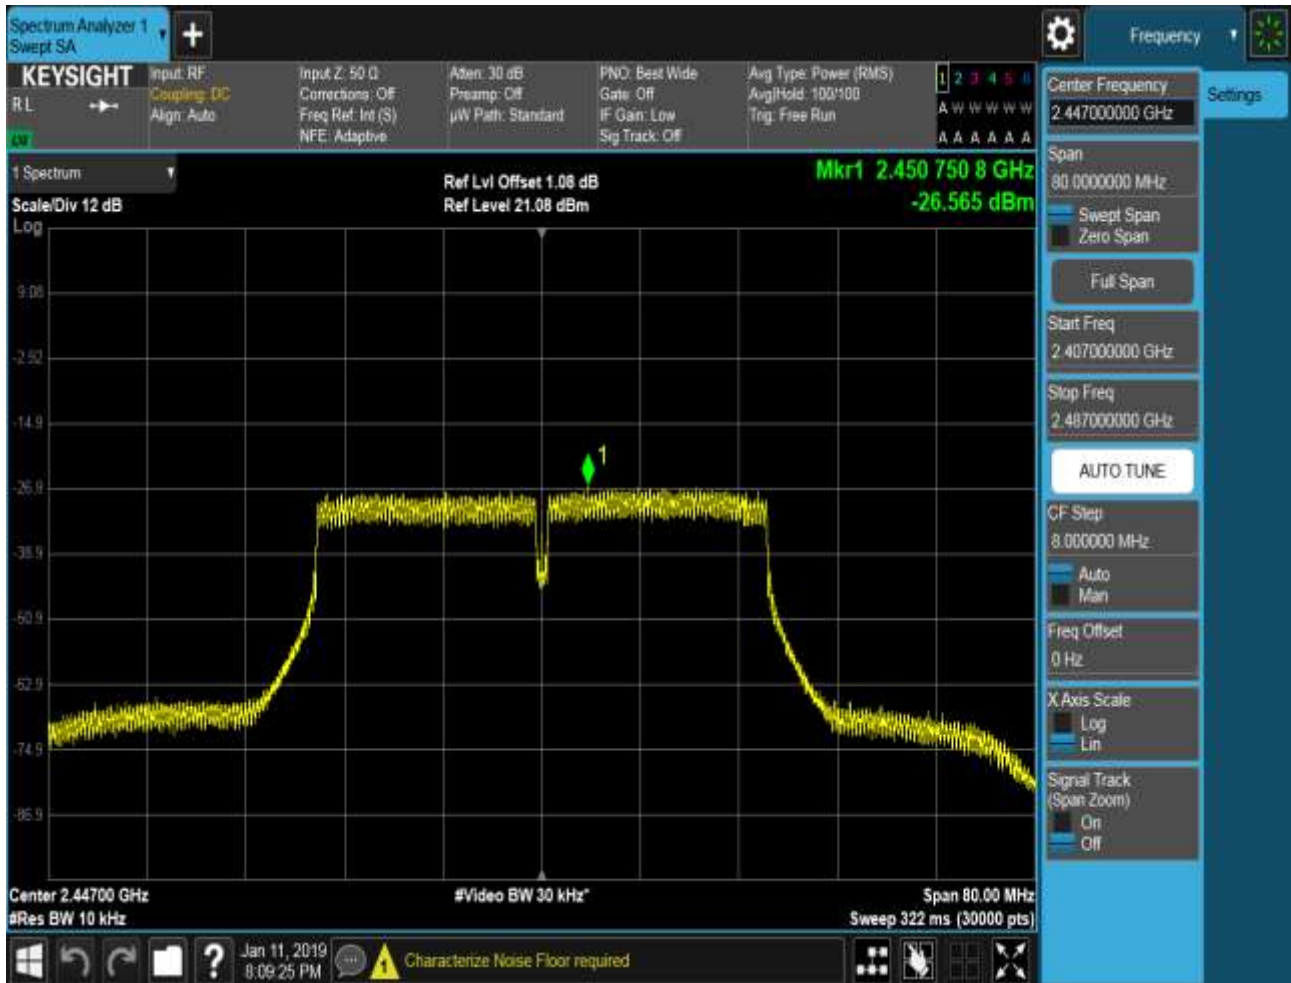 Spectrum Analyzer 1
Swept SA
Frequency
KEYSIGHT
RL
Input: RF
Coupling: DC
Align: Auto
Input Z: 50 Ω
Corrections: Off
Freq Ref: Int (S)
NFE: Adaptive
Atten: 30 dB
Preamp: Off
µW Path: Standard
PNO: Best Wide
Gate: Off
IF Gain: Low
Sig Track: Off
Avg Type: Power (RMS)
Avg|Hold: 100/100
Trig: Free Run
1 2 3 4 5 6
A W W W W W
A A A A A A
1 Spectrum
Scale/Div 12 dB
Log
Ref Lvl Offset 1.08 dB
Ref Level 21.08 dBm
Mkr1 2.450 750 8 GHz
-26.565 dBm
9.08
-2.92
-14.9
-26.9
-38.9
-50.9
-62.9
-74.9
-86.9
1
Center 2.44700 GHz
#Res BW 10 kHz
#Video BW 30 kHz*
Span 80.00 MHz
Sweep 322 ms (30000 pts)
Jan 11, 2019
8:09:25 PM
1
Characterize Noise Floor required
Center Frequency
2.447000000 GHz
Settings
Span
80.0000000 MHz
Swept Span
Zero Span
Full Span
Start Freq
2.407000000 GHz
Stop Freq
2.487000000 GHz
AUTO TUNE
CF Step
8.000000 MHz
Auto
Man
Freq Offset
0 Hz
X Axis Scale
Log
Lin
Signal Track
(Span Zoom)
On
Off